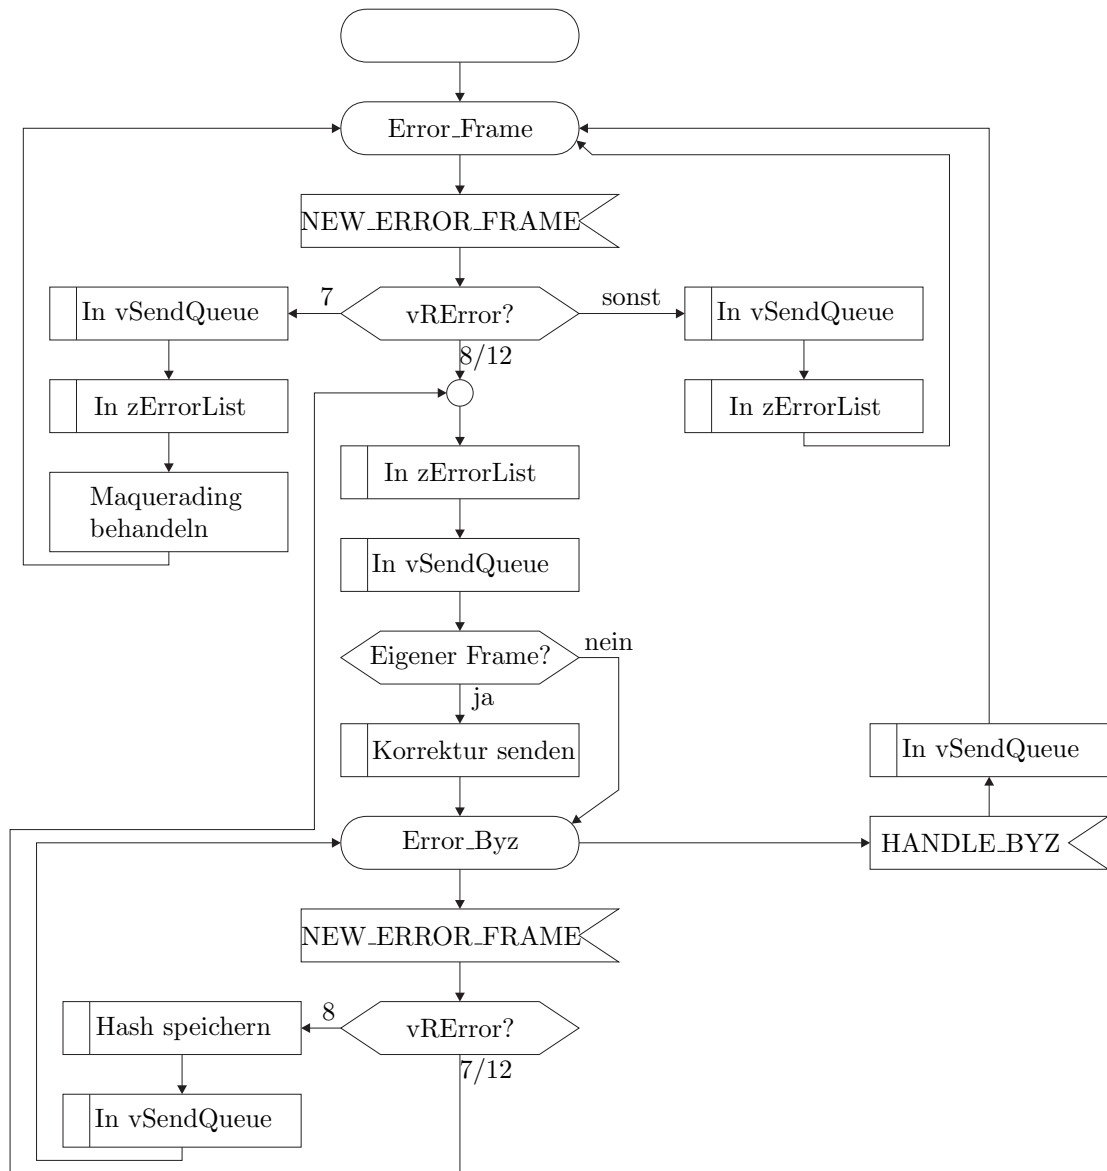 Error_Frame
NEW_ERROR_FRAME
In vSendQueue
7
vRError?
sonst
In vSendQueue
8/12
In zErrorList
In zErrorList
In zErrorList
Maquerading
behandeln
In vSendQueue
Eigener Frame?
nein
ja
Korrektur senden
In vSendQueue
Error_Byz
HANDLE_BYZ
NEW_ERROR_FRAME
Hash speichern
8
vRError?
7/12
In vSendQueue